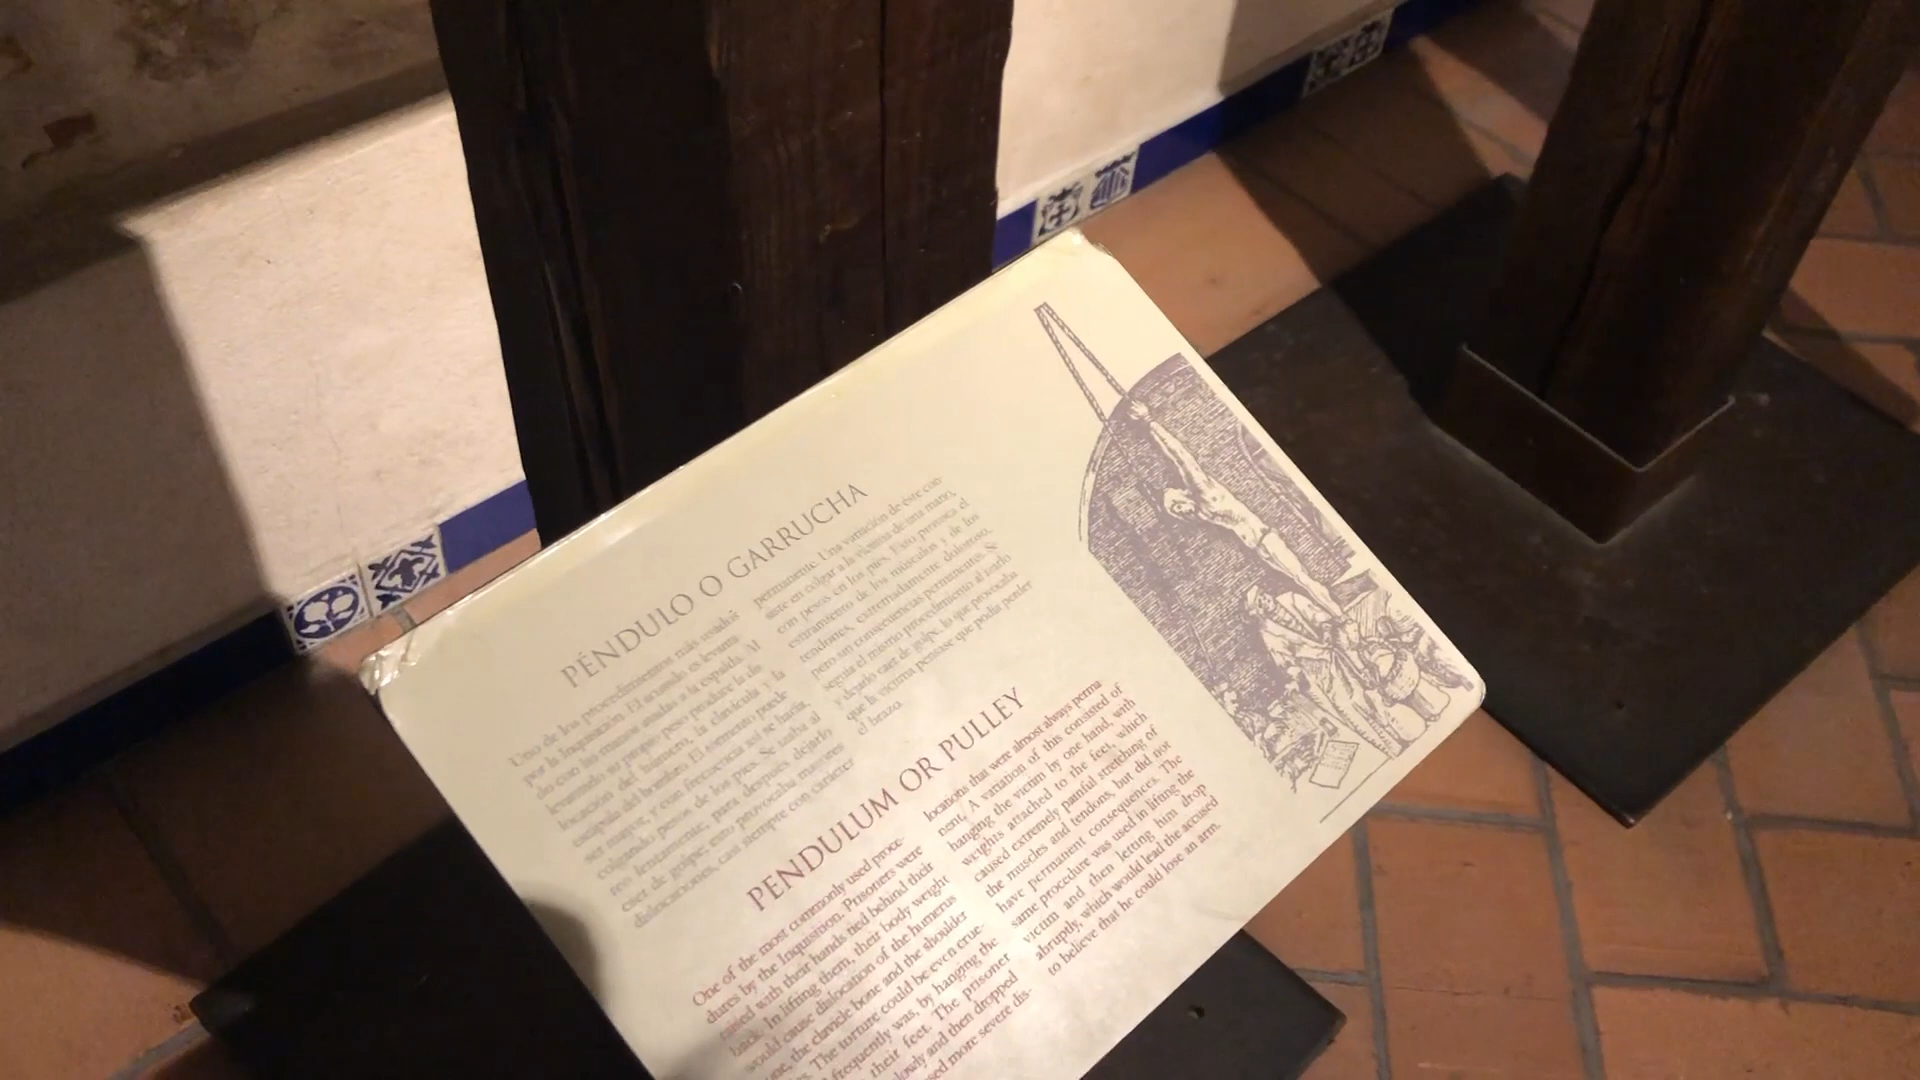 PÉNDULO O GARRUCHA
Uno de los procedimientos más usados
por la Inquisición. El acusado es levanta-
do con las manos atadas a la espalda. Al
levantarlo su propio peso produce la dis-
locación del húmero, la clavícula y la
escápula del hombro. El tormento puede
ser mayor, y con frecuencia así se hacía,
colgando pesos de los pies. Se izaba al
reo lentamente, para después dejarlo
caer de golpe; esto provocaba mayores
dislocaciones, casi siempre con carácter
permanente. Una variación de éste con-
siste en colgar a la víctima de una mano,
con pesos en los pies. Esto provoca el
estiramiento de los músculos y de los
tendones, extremadamente doloroso,
pero sin consecuencias permanentes. Se
seguía el mismo procedimiento al izarlo
y dejarlo caer de golpe, lo que provocaba
que la víctima pensase que podía perder
el brazo.
PENDULUM OR PULLEY
One of the most commonly used proce-
dures by the Inquisition. Prisoners were
raised with their hands tied behind their
back. In lifting them, their body weight
would cause dislocation of the humerus
one, the clavicle bone and the shoulder
The torture could be even crue-
frequently was, by hanging the
their feet. The prisoner
lowly and then dropped
sed more severe dis-
locations that were almost always perma-
nent. A variation of this consisted of
hanging the victim by one hand, with
weights attached to the feet, which
caused extremely painful stretching of
the muscles and tendons, but did not
have permanent consequences. The
same procedure was used in lifting the
victim and then letting him drop
abruptly, which would lead the accused
to believe that he could lose an arm.